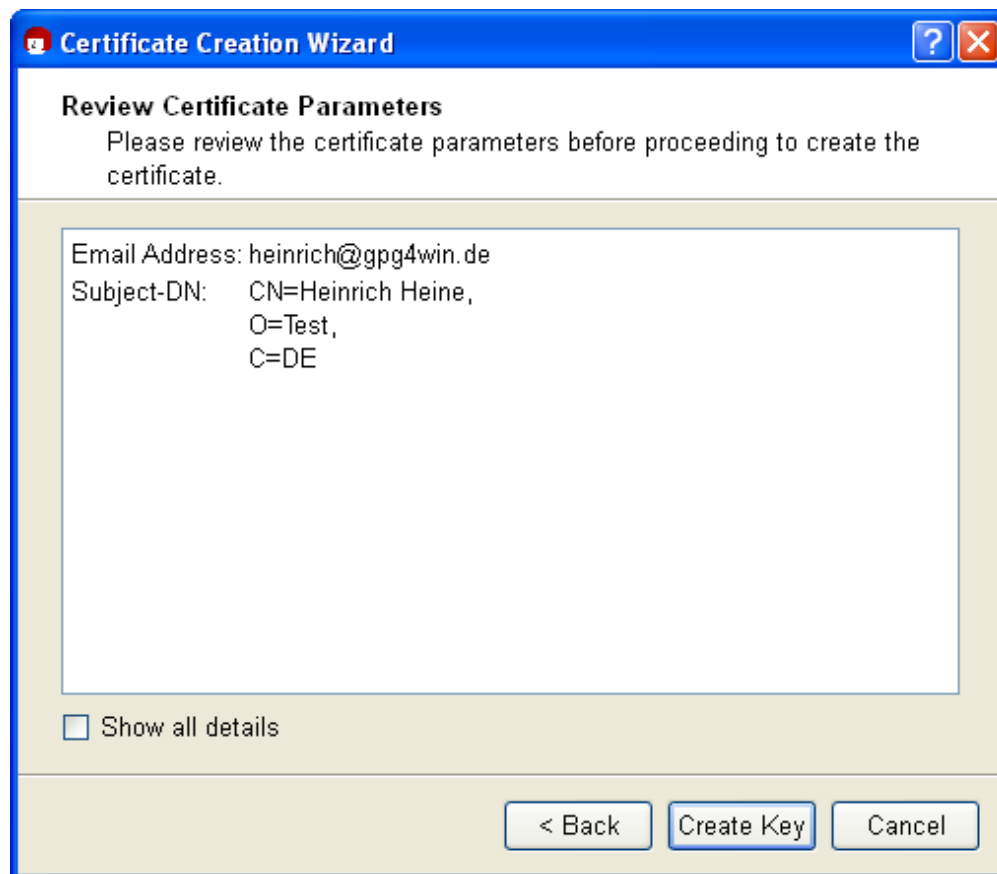 Certificate Creation Wizard
Review Certificate Parameters
Please review the certificate parameters before proceeding to create the
certificate.
Email Address: heinrich@gpg4win.de
Subject-DN: CN=Heinrich Heine,
O=Test,
C=DE
Show all details
< Back Create Key Cancel